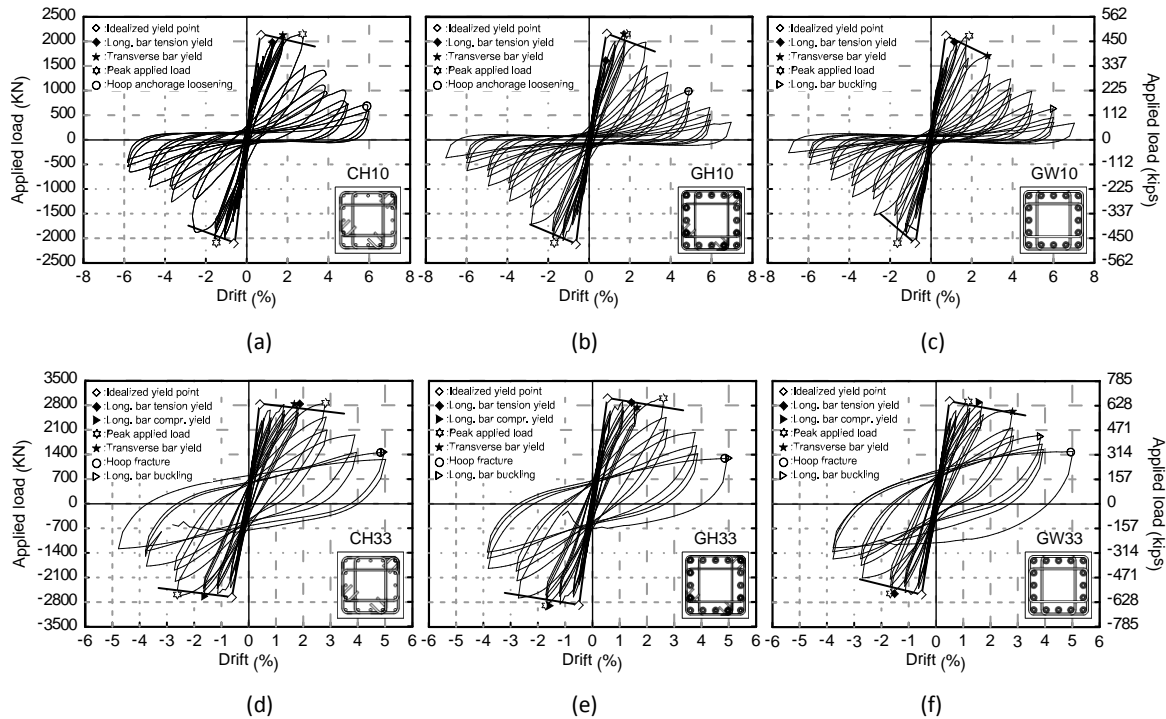 2500
2000
1500
1000
500
0
-500
-1000
-1500
-2000
-2500
Applied load (KN)
:Idealized yield point
:Long. bar tension yield
:Transverse bar yield
:Peak applied load
:Hoop anchorage loosening
CH10
-8 -6 -4 -2 0 2 4 6 8
Drift (%)
(a)
:Idealized yield point
:Long. bar tension yield
:Transverse bar yield
:Peak applied load
:Hoop anchorage loosening
GH10
-8 -6 -4 -2 0 2 4 6 8
Drift (%)
(b)
:Idealized yield point
:Long. bar tension yield
:Transverse bar yield
:Peak applied load
:Long. bar buckling
GW10
-8 -6 -4 -2 0 2 4 6 8
Drift (%)
(c)
562
450
337
225
112
0
-112
-225
-337
-450
-562
Applied load (kips)
3500
2800
2100
1400
700
0
-700
-1400
-2100
-2800
-3500
Applied load (KN)
:Idealized yield point
:Long. bar tension yield
:Long. bar compr. yield
:Peak applied load
:Transverse bar yield
:Hoop fracture
:Long. bar buckling
CH33
-6 -5 -4 -3 -2 -1 0 1 2 3 4 5 6
Drift (%)
(d)
:Idealized yield point
:Long. bar tension yield
:Transverse bar yield
:Long. bar compr. yield
:Peak applied load
:Hoop fracture
:Long. bar buckling
GH33
-6 -5 -4 -3 -2 -1 0 1 2 3 4 5 6
Drift (%)
(e)
:Idealized yield point
:Long. bar tension yield
:Long. bar compr. yield
:Peak applied load
:Transverse bar yield
:Hoop fracture
:Long. bar buckling
GW33
-6 -5 -4 -3 -2 -1 0 1 2 3 4 5 6
Drift (%)
(f)
785
628
471
314
157
0
-157
-314
-471
-628
-785
Applied load (kips)